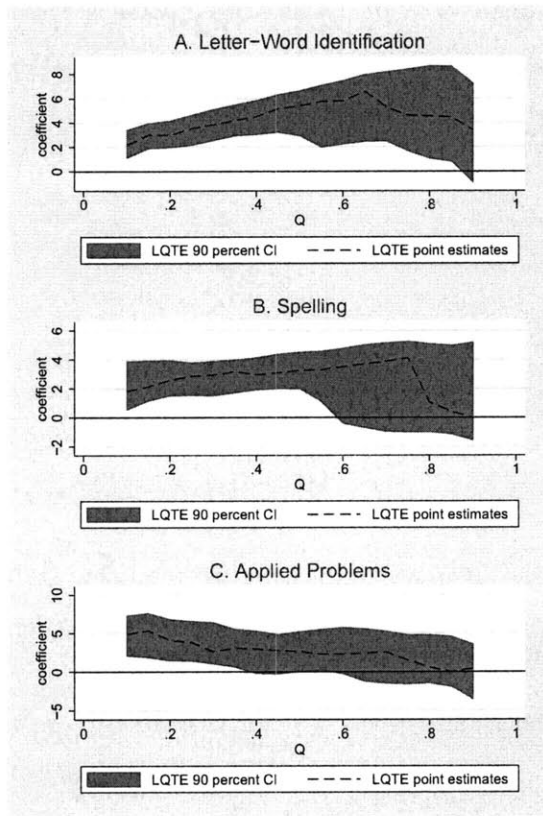 A. Letter-Word Identification
8
6
4
2
0
coefficient
0 .2 .4 .6 .8 1
Q
LQTE 90 percent CI LQTE point estimates
B. Spelling
6
4
2
0
-2
coefficient
0 .2 .4 .6 .8 1
Q
LQTE 90 percent CI LQTE point estimates
C. Applied Problems
10
5
0
-5
coefficient
0 .2 .4 .6 .8 1
Q
LQTE 90 percent CI LQTE point estimates